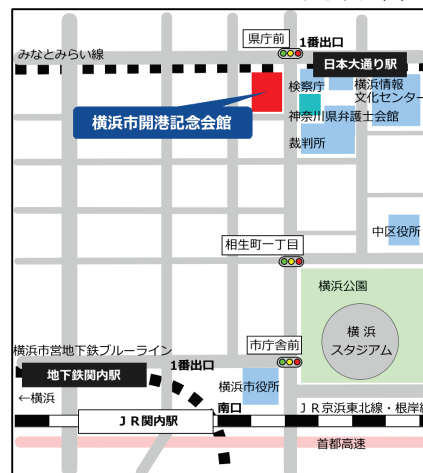 県庁前
1番出口
みなとみらい線
日本大通り駅
検察庁
横浜情報
文化センター
横浜市開港記念会館
神奈川県弁護士会館
裁判所
中区役所
相生町一丁目
横浜公園
横 浜
スタジアム
市庁舎前
横浜市営地下鉄ブルーライン
1番出口
地下鉄関内駅
横浜市役所
←横浜
南口
ＪＲ関内駅
ＪＲ京浜東北線・根岸線
首都高速